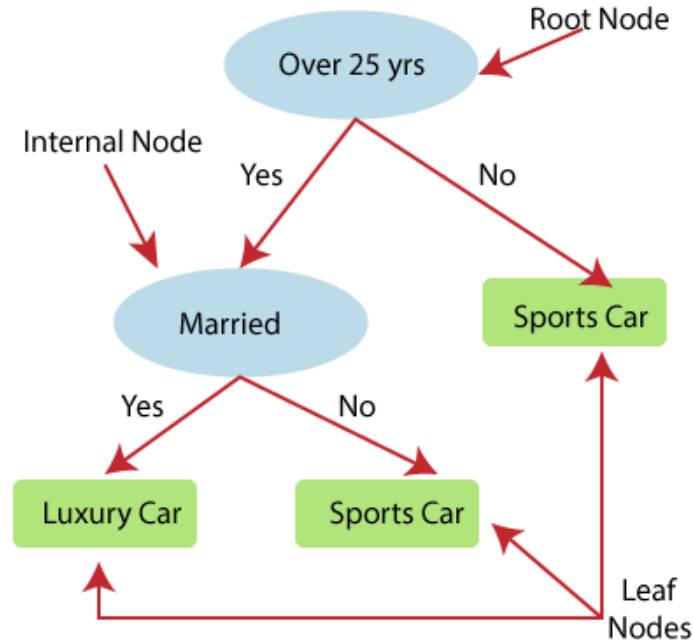 Root Node
Over 25 yrs
Internal Node
Yes
No
Married
Sports Car
Yes
No
Luxury Car
Sports Car
Leaf
Nodes